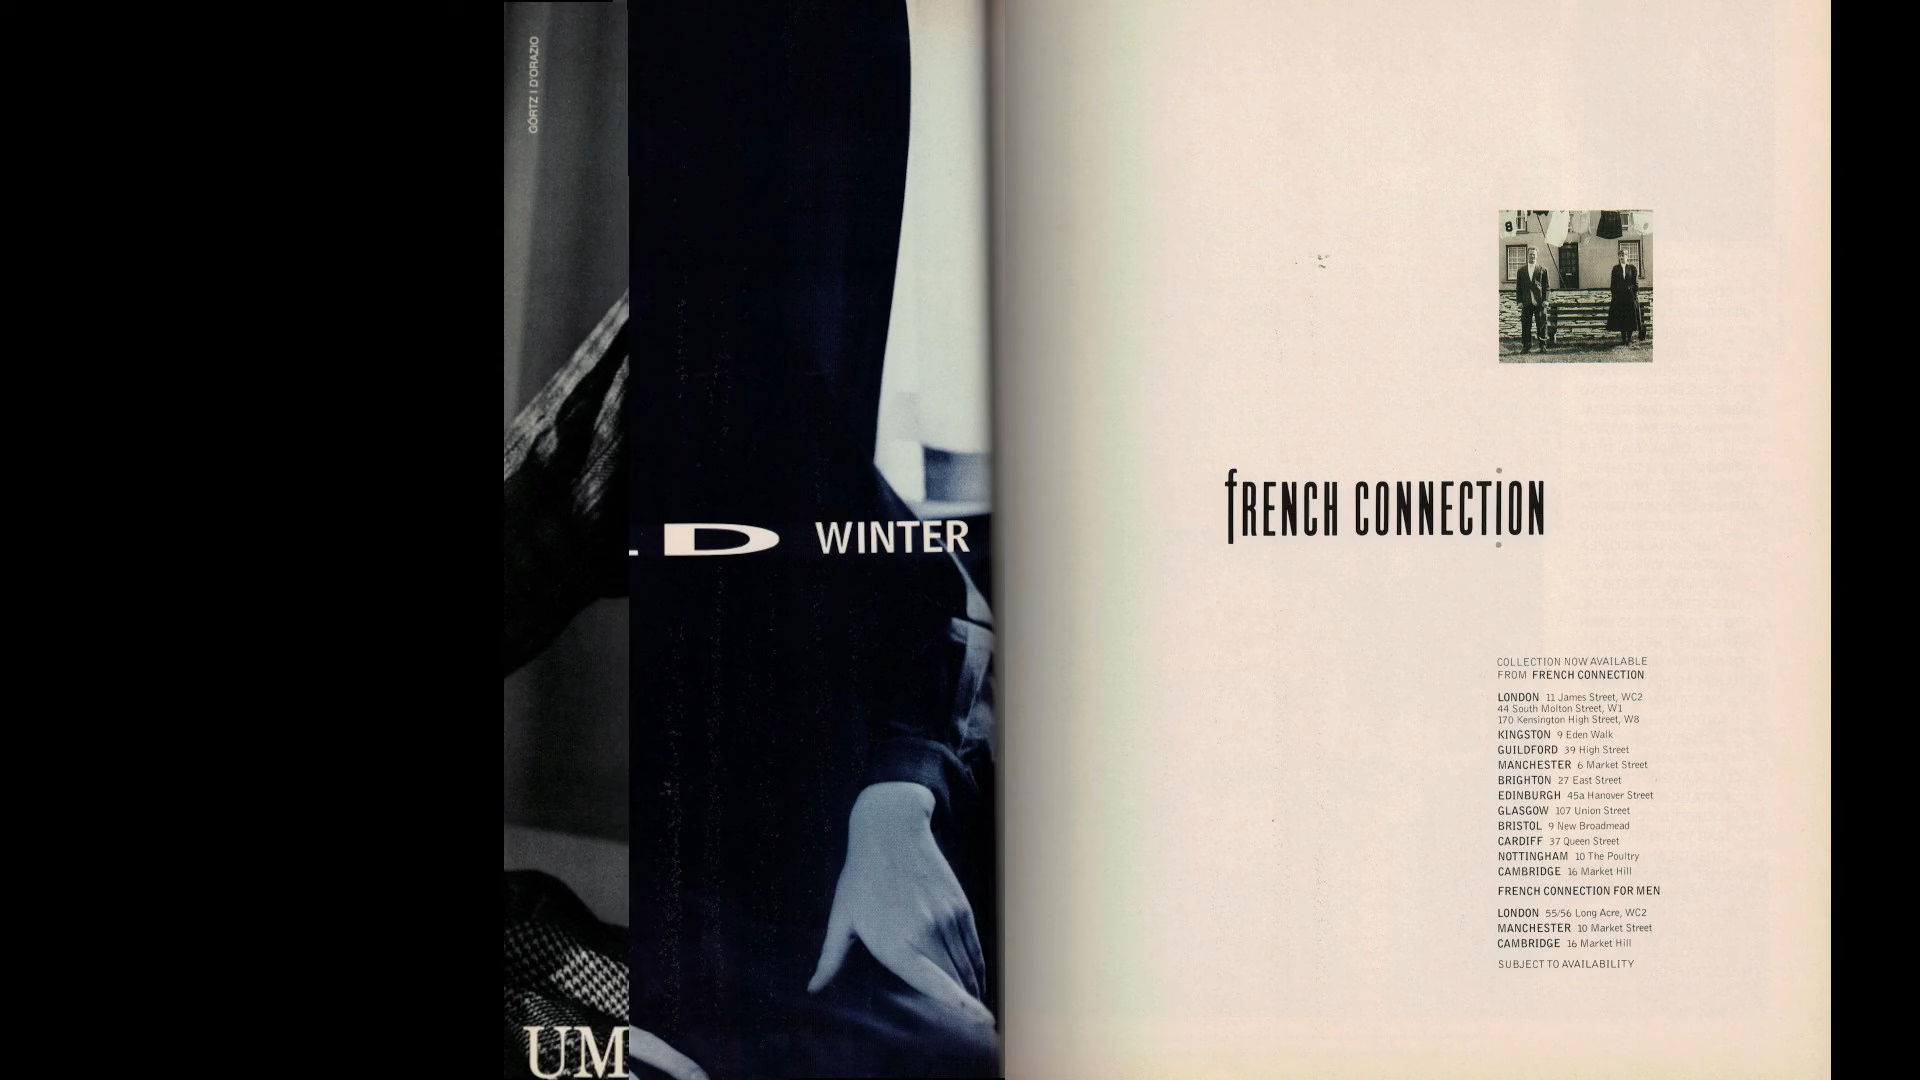 GÖRTZ | D'ORAZIO
UM
D WINTER
8
fRENCH CONNECTiON
COLLECTION NOW AVAILABLE
FROM FRENCH CONNECTION
LONDON 11 James Street, WC2
44 South Molton Street, W1
170 Kensington High Street, W8
KINGSTON 9 Eden Walk
GUILDFORD 39 High Street
MANCHESTER 6 Market Street
BRIGHTON 27 East Street
EDINBURGH 45a Hanover Street
GLASGOW 107 Union Street
BRISTOL 9 New Broadmead
CARDIFF 37 Queen Street
NOTTINGHAM 10 The Poultry
CAMBRIDGE 16 Market Hill
FRENCH CONNECTION FOR MEN
LONDON 55/56 Long Acre, WC2
MANCHESTER 10 Market Street
CAMBRIDGE 16 Market Hill
SUBJECT TO AVAILABILITY